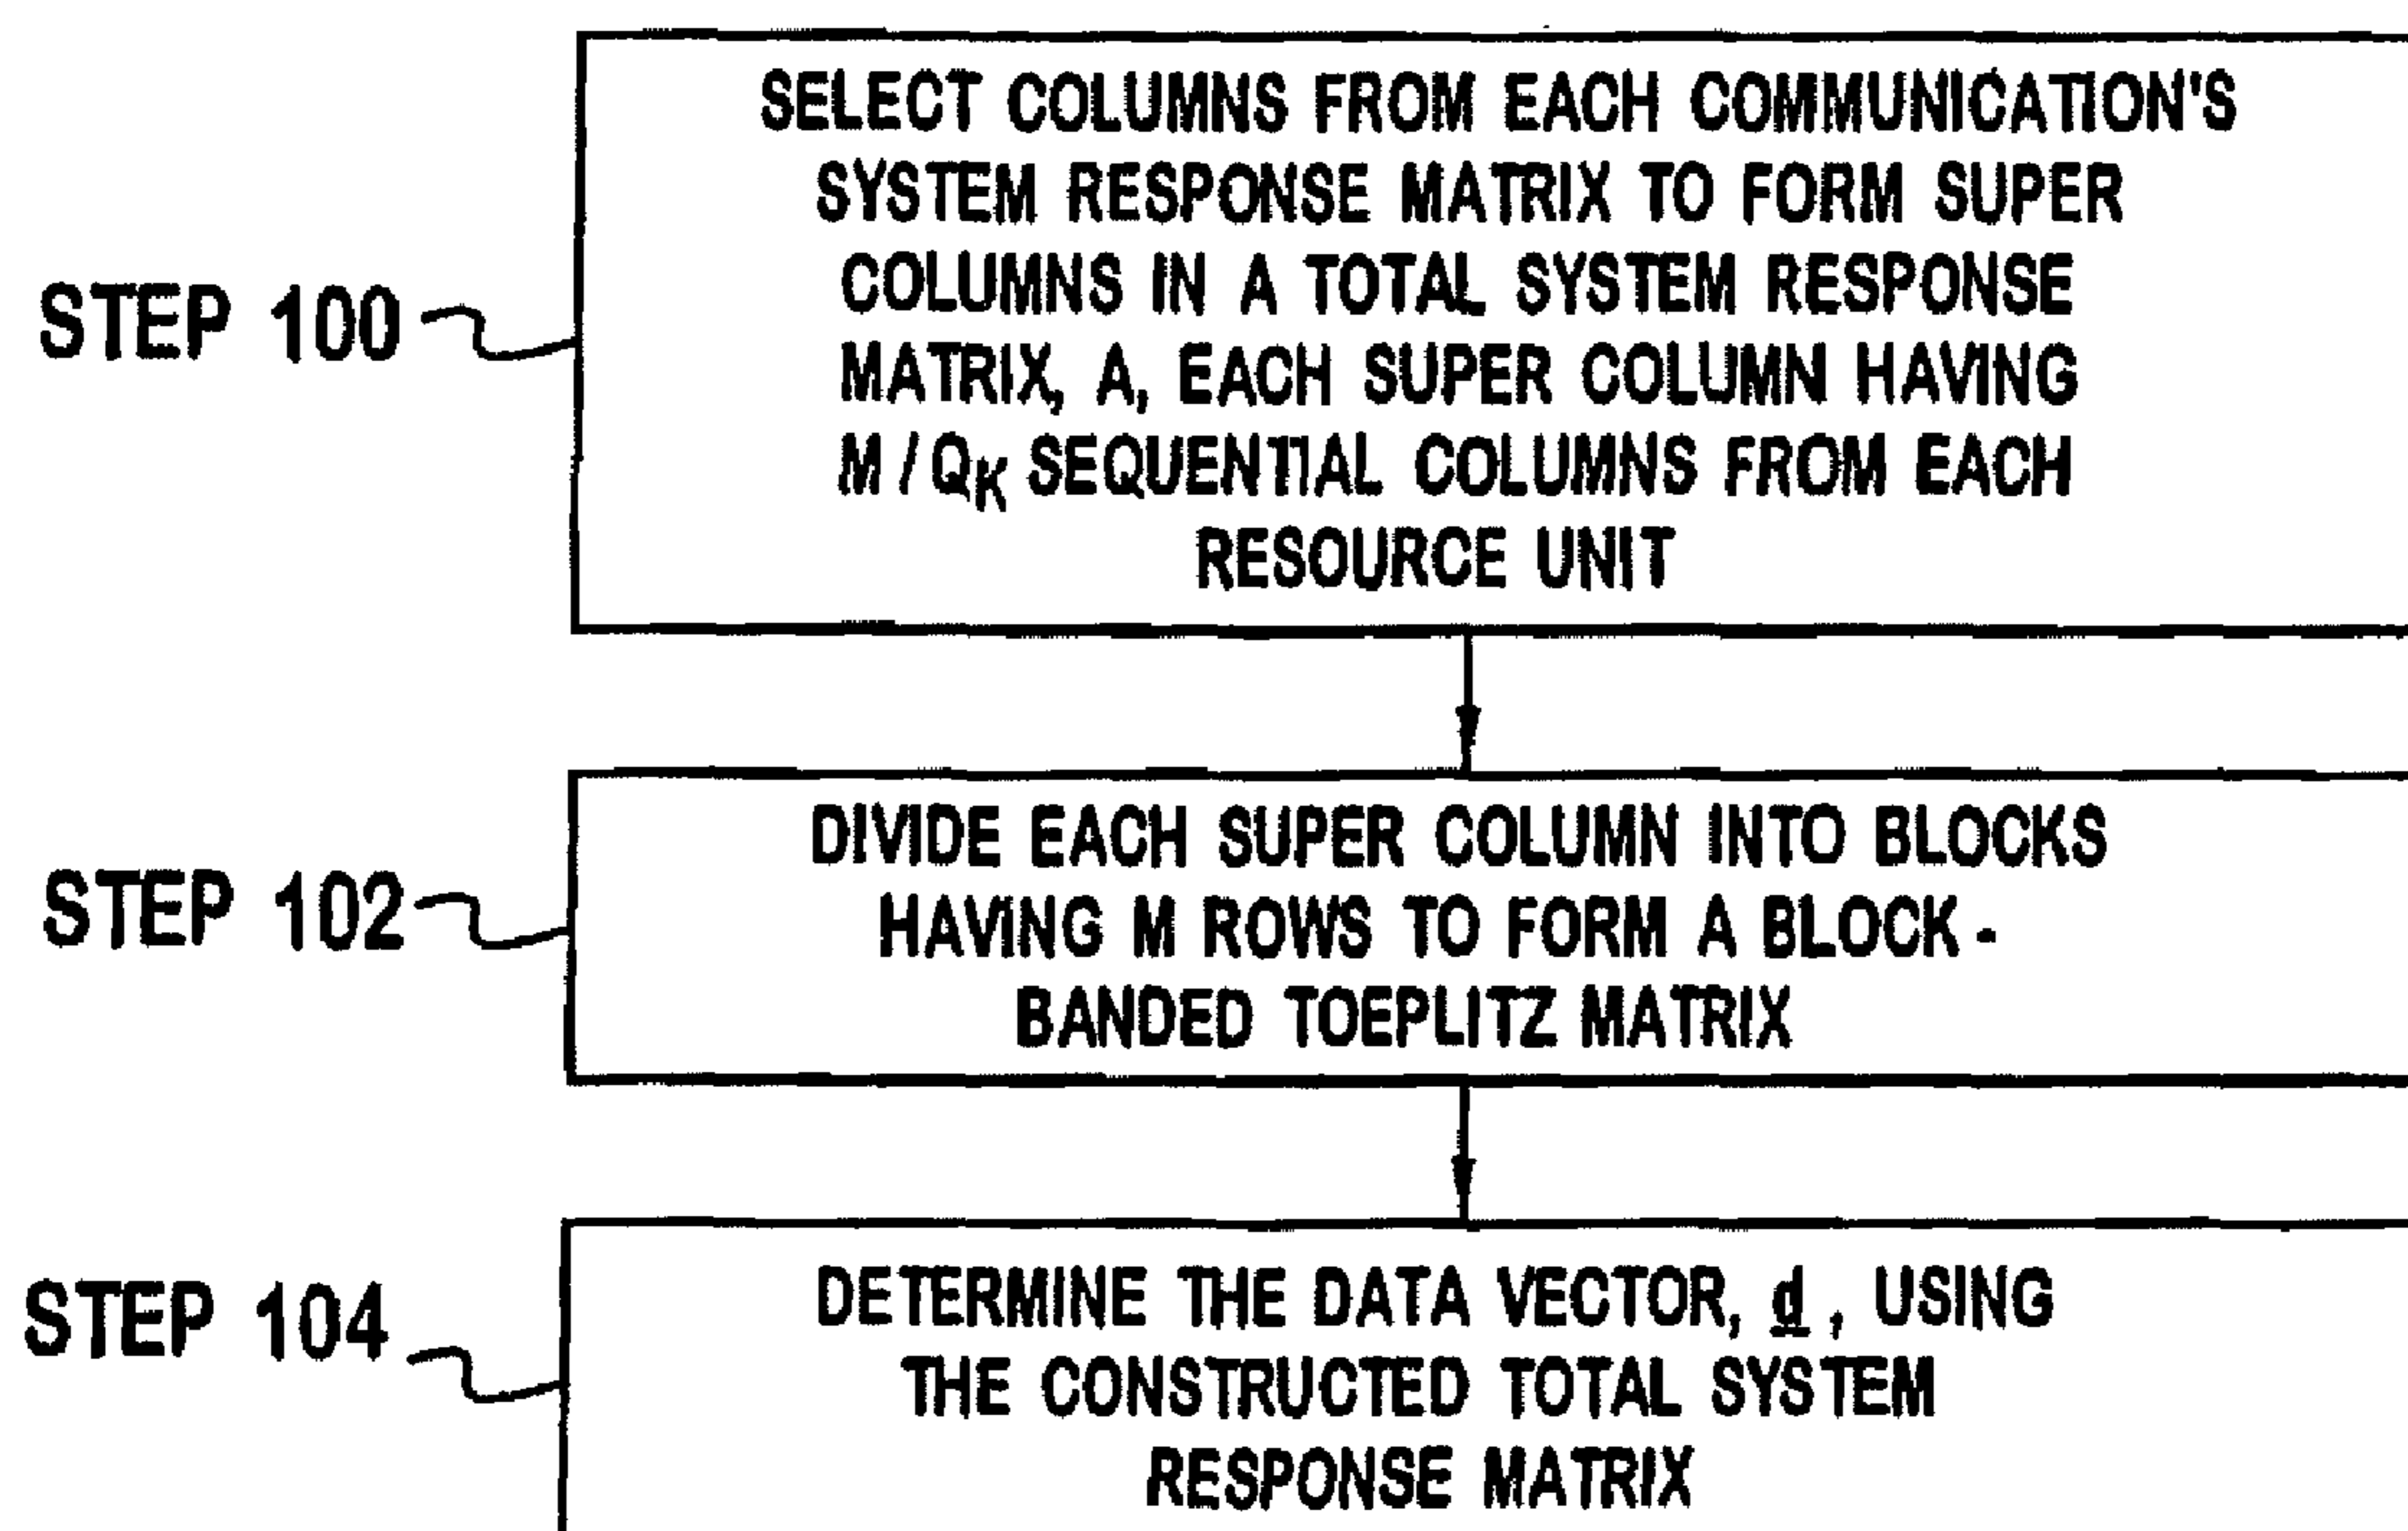 SELECT COLUMNS FROM EACH COMMUNICATION'S
SYSTEM RESPONSE MATRIX TO FORM SUPER
COLUMNS IN A TOTAL SYSTEM RESPONSE
MATRIX, A, EACH SUPER COLUMN HAVING
M / QK SEQUENTIAL COLUMNS FROM EACH
RESOURCE UNIT
STEP 100
DIVIDE EACH SUPER COLUMN INTO BLOCKS
HAVING M ROWS TO FORM A BLOCK -
BANDED TOEPLITZ MATRIX
STEP 102
DETERMINE THE DATA VECTOR, d , USING
THE CONSTRUCTED TOTAL SYSTEM
RESPONSE MATRIX
STEP 104